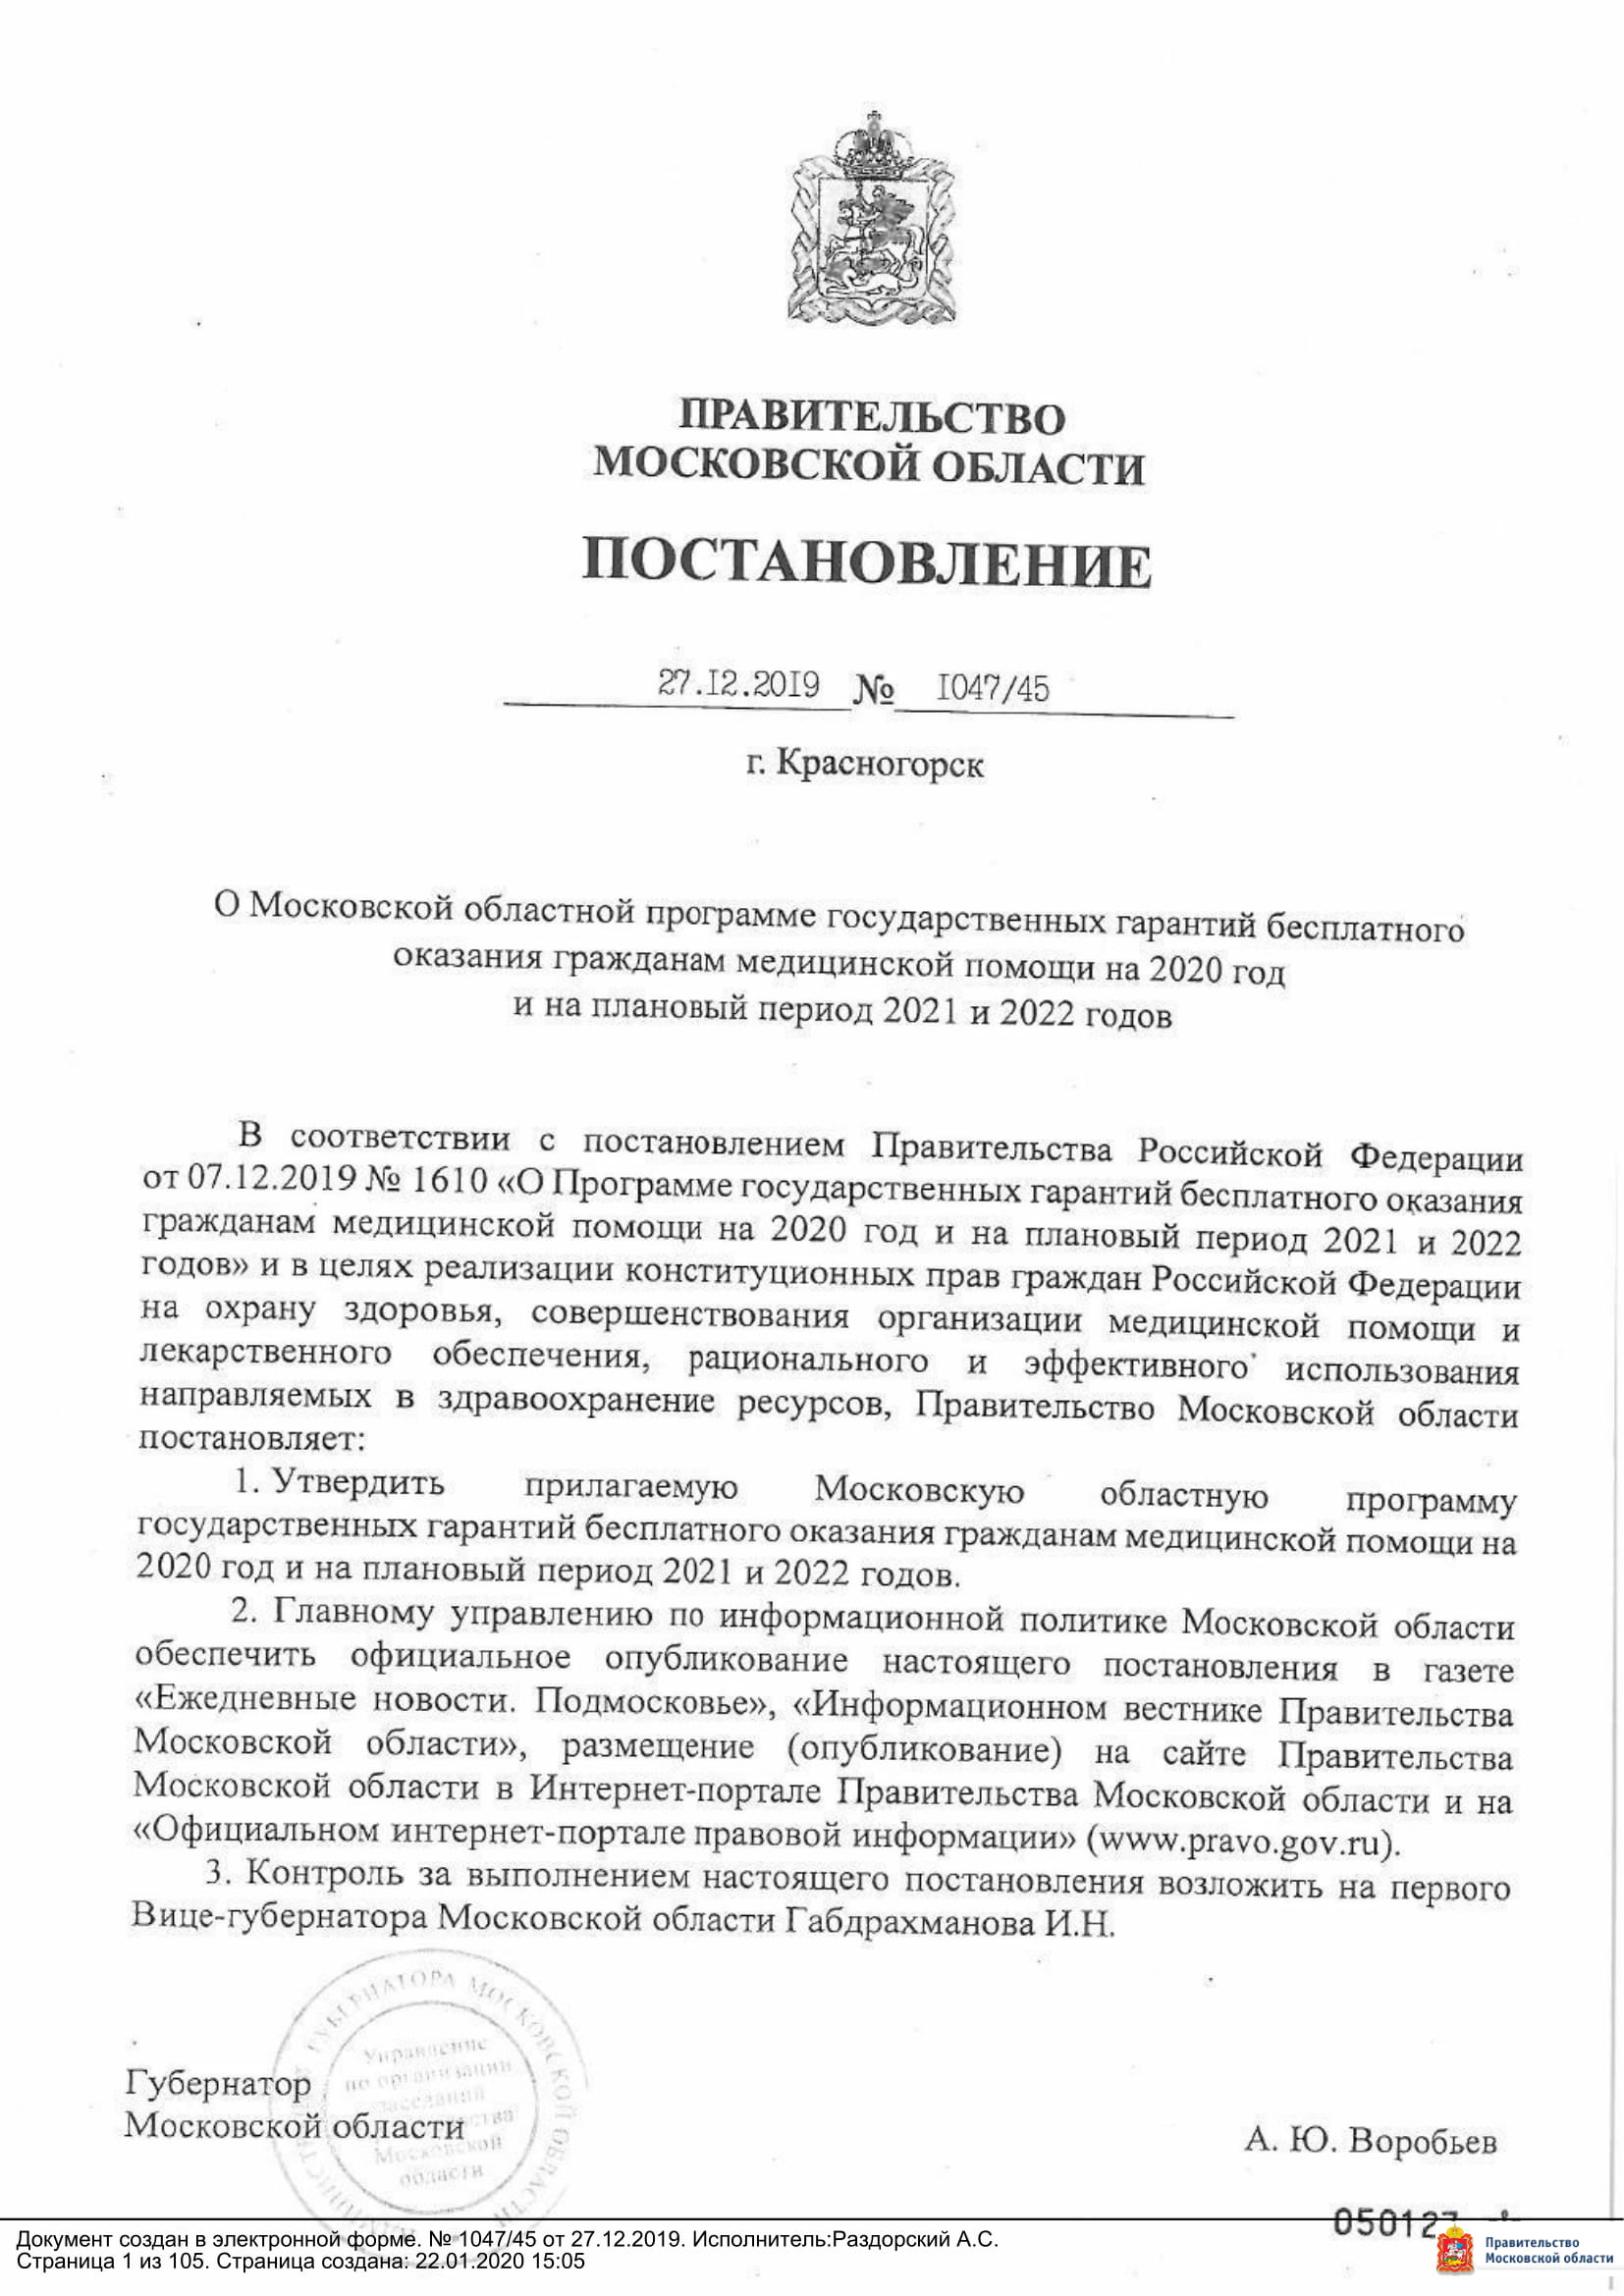 ПРАВИТЕЛЬСТВО
МОСКОВСКОЙ ОБЛАСТИ
ПОСТАНОВЛЕНИЕ
27.I2.20I9 № I047/45
г. Красногорск
О Московской областной программе государственных гарантий бесплатного
оказания гражданам медицинской помощи на 2020 год
и на плановый период 2021 и 2022 годов
В соответствии с постановлением Правительства Российской Федерации
от 07.12.2019 № 1610 «О Программе государственных гарантий бесплатного оказания
гражданам медицинской помощи на 2020 год и на плановый период 2021 и 2022
годов» и в целях реализации конституционных прав граждан Российской Федерации
на охрану здоровья, совершенствования организации медицинской помощи и
лекарственного обеспечения, рационального и эффективного использования
направляемых в здравоохранение ресурсов, Правительство Московской области
постановляет:
1. Утвердить прилагаемую Московскую областную программу
государственных гарантий бесплатного оказания гражданам медицинской помощи на
2020 год и на плановый период 2021 и 2022 годов.
2. Главному управлению по информационной политике Московской области
обеспечить официальное опубликование настоящего постановления в газете
«Ежедневные новости. Подмосковье», «Информационном вестнике Правительства
Московской области», размещение (опубликование) на сайте Правительства
Московской области в Интернет-портале Правительства Московской области и на
«Официальном интернет-портале правовой информации» (www.pravo.gov.ru).
3. Контроль за выполнением настоящего постановления возложить на первого
Вице-губернатора Московской области Габдрахманова И.Н.
ГУБЕРНАТОРА МОСКОВСКОЙ ОБЛАСТИ
Управление
по организации
заседаний
Московской
области
Губернатор
Московской области
А. Ю. Воробьев
050127
Документ создан в электронной форме. № 1047/45 от 27.12.2019. Исполнитель:Раздорский А.С.
Страница 1 из 105. Страница создана: 22.01.2020 15:05
Правительство
Московской области